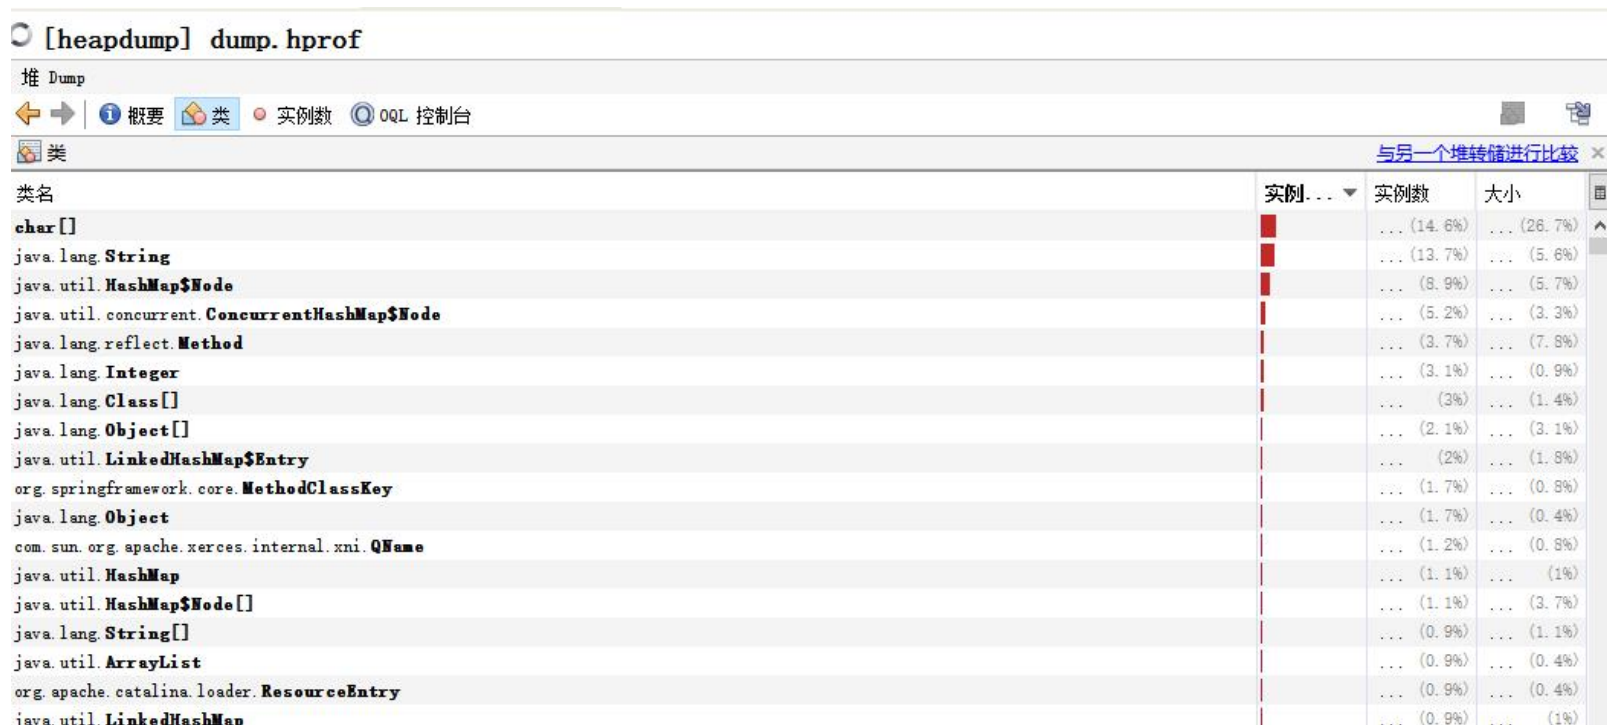 [heapdump] dump.hprof
堆 Dump
概要 类 实例数 OQL 控制台
类 与另一个堆转储进行比较
类名 实例... 实例数 大小
char[] ... (14.6%) ... (26.7%)
java.lang.String ... (13.7%) ... (5.6%)
java.util.HashMap$Node ... (8.9%) ... (5.7%)
java.util.concurrent.ConcurrentHashMap$Node ... (5.2%) ... (3.3%)
java.lang.reflect.Method ... (3.7%) ... (7.8%)
java.lang.Integer ... (3.1%) ... (0.9%)
java.lang.Class[] ... (3%) ... (1.4%)
java.lang.Object[] ... (2.1%) ... (3.1%)
java.util.LinkedHashMap$Entry ... (2%) ... (1.8%)
org.springframework.core.MethodClassKey ... (1.7%) ... (0.8%)
java.lang.Object ... (1.7%) ... (0.4%)
com.sun.org.apache.xerces.internal.xni.QName ... (1.2%) ... (0.8%)
java.util.HashMap ... (1.1%) ... (1%)
java.util.HashMap$Node[] ... (1.1%) ... (3.7%)
java.lang.String[] ... (0.9%) ... (1.1%)
java.util.ArrayList ... (0.9%) ... (0.4%)
org.apache.catalina.loader.ResourceEntry ... (0.9%) ... (0.4%)
java.util.LinkedHashMap ... (0.9%) ... (1%)